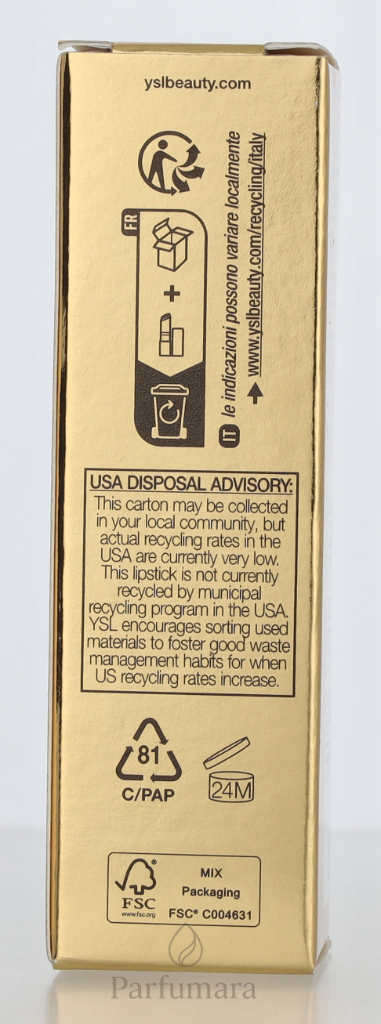 yslbeauty.com
FR
+
IT le indicazioni possono variare localmente
www.yslbeauty.com/recycling/italy
USA DISPOSAL ADVISORY:
This carton may be collected
in your local community, but
actual recycling rates in the
USA are currently very low.
This lipstick is not currently
recycled by municipal
recycling program in the USA.
YSL encourages sorting used
materials to foster good waste
management habits for when
US recycling rates increase.
81
C/PAP
24M
FSC
www.fsc.org
MIX
Packaging
FSC® C004631
Parfumara